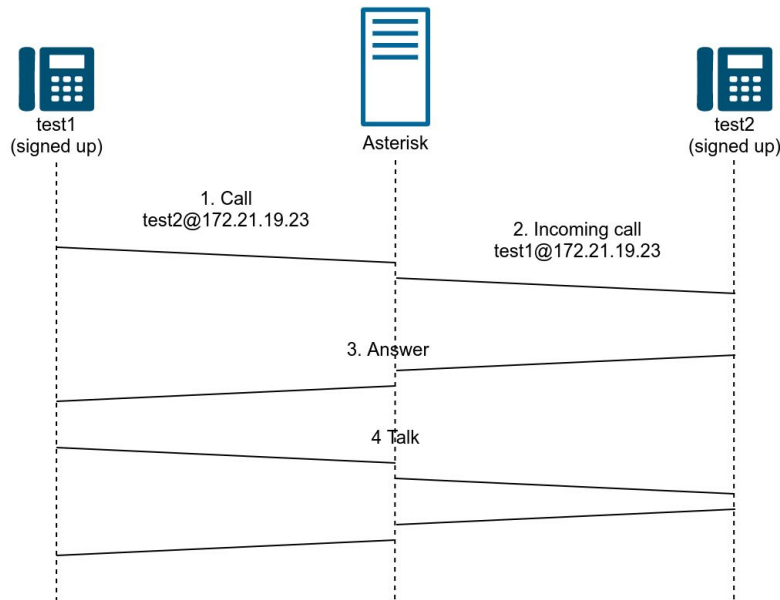 test1
(signed up)
Asterisk
test2
(signed up)
1. Call
test2@172.21.19.23
2. Incoming call
test1@172.21.19.23
3. Answer
4 Talk